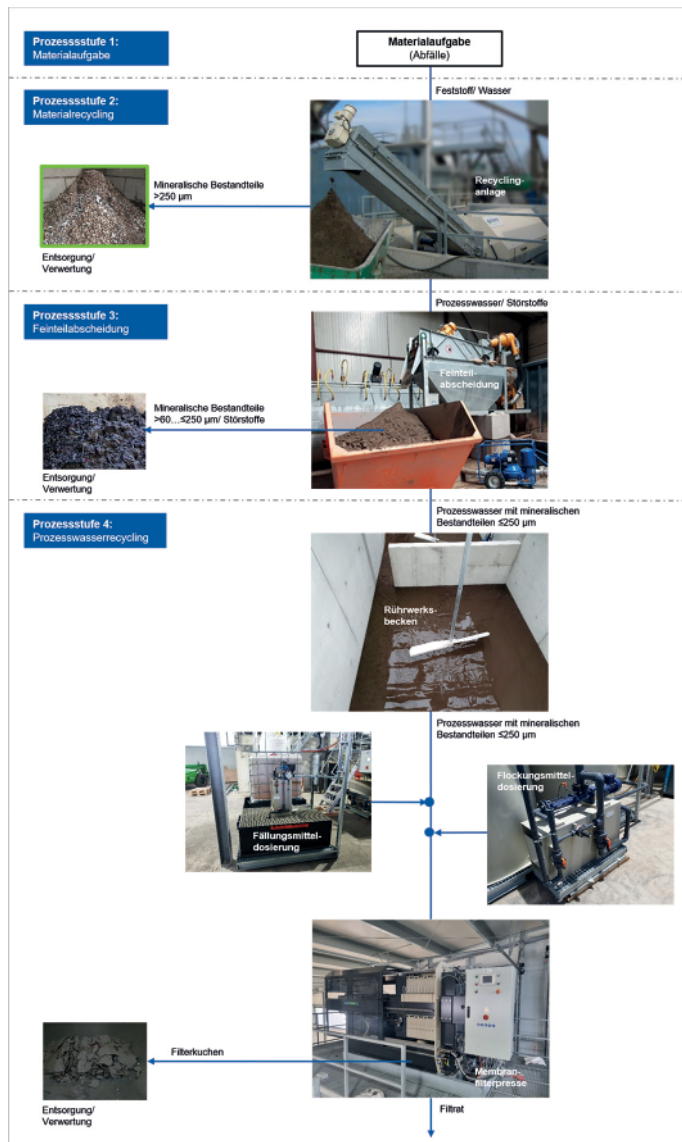 Prozesssstufe 1:
Materialaufgabe
Materialaufgabe
(Abfälle)
Prozesssstufe 2:
Materialrecycling
Feststoff/ Wasser
Recycling-
anlage
Mineralische Bestandteile
>250 µm
Entsorgung/
Verwertung
Prozesssstufe 3:
Feinteilabscheidung
Prozesswasser/ Störstoffe
Feinteil-
abscheidung
Mineralische Bestandteile
>60…≤250 µm/ Störstoffe
Entsorgung/
Verwertung
Prozessstufe 4:
Prozesswasserrecycling
Prozesswasser mit mineralischen
Bestandteilen ≤250 µm
Rührwerks-
becken
Prozesswasser mit mineralischen
Bestandteilen ≤250 µm
Fällungsmittel-
dosierung
Flockungsmittel-
dosierung
Membran-
filterpresse
Filterkuchen
Entsorgung/
Verwertung
Filtrat